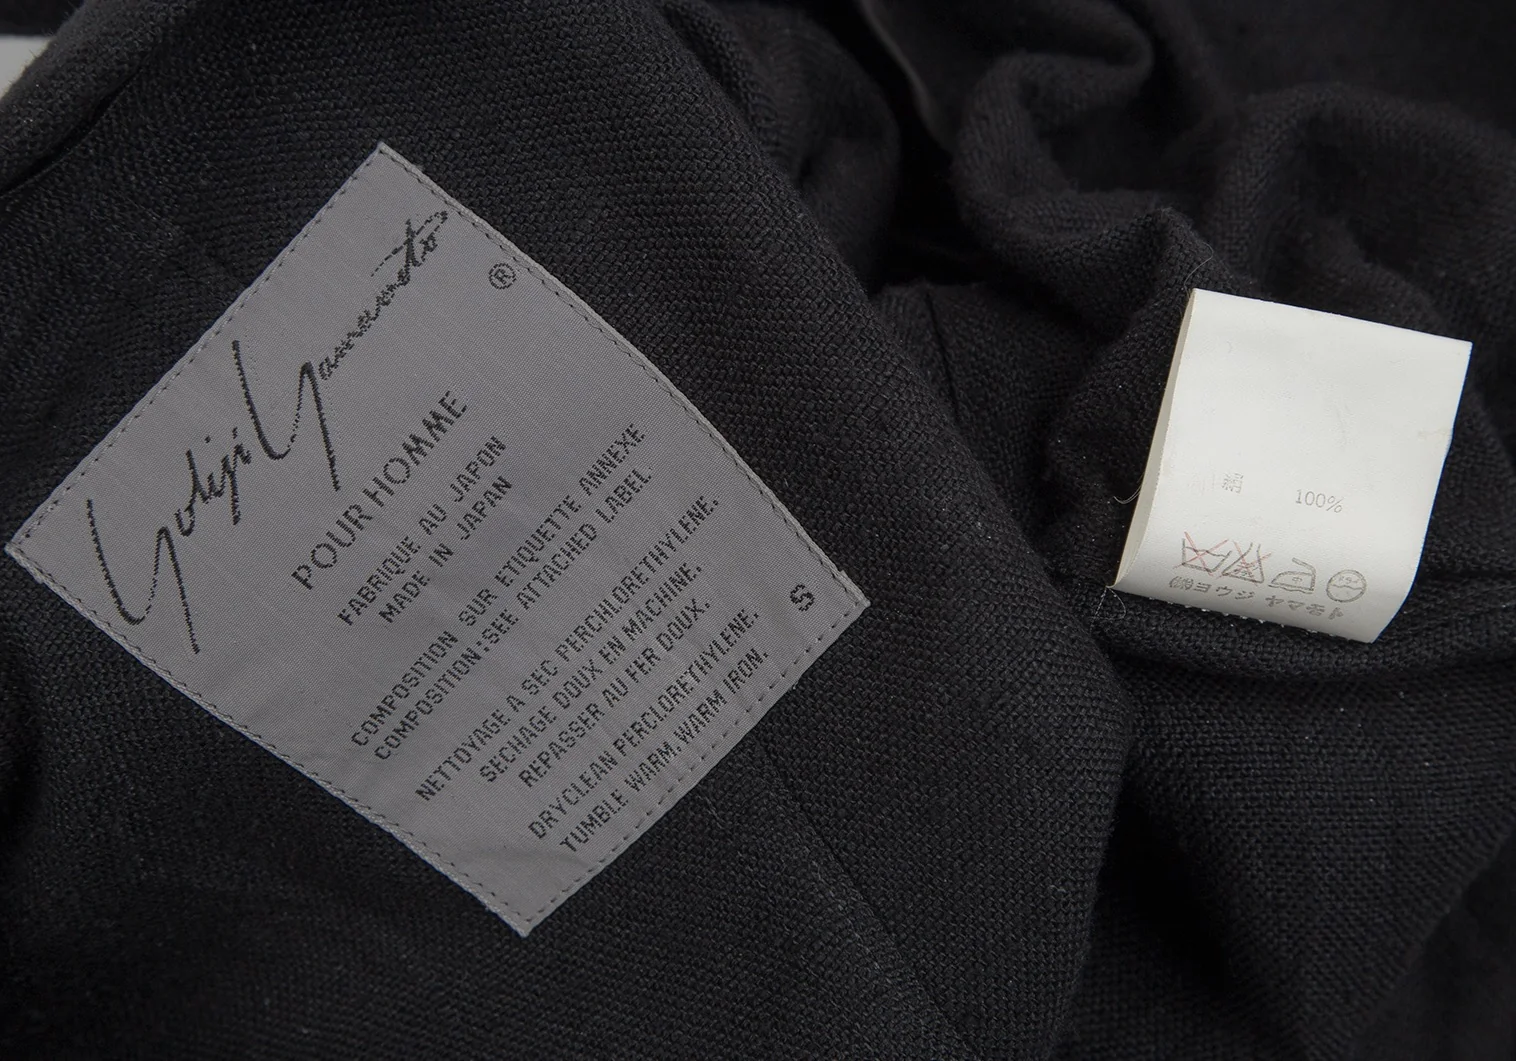 Yohji Yamamoto
®
POUR HOMME
FABRIQUE AU JAPON
MADE IN JAPAN
COMPOSITION SUR ETIQUETTE ANNEXE
COMPOSITION:SEE ATTACHED LABEL
NETTOYAGE A SEC PERCHLORETHYLENE.
SECHAGE DOUX EN MACHINE.
REPASSER AU FER DOUX.
DRYCLEAN PERCLORETHYLENE.
TUMBLE WARM. WARM IRON.
S
100%
ヨウジ ヤマモト